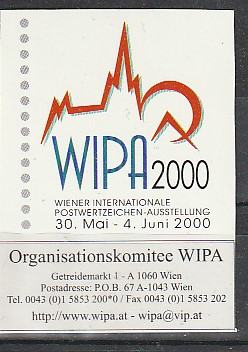 WIPA 2000
WIENER INTERNATIONALE
POSTWERTZEICHEN-AUSSTELLUNG
30. Mai - 4. Juni 2000
Organisationskomitee WIPA
Getreidemarkt 1 - A 1060 Wien
Postadresse: P.O.B. 67 A-1043 Wien
Tel. 0043 (0)1 5853 200*0 / Fax 0043 (0)1 5853 202
http://www.wipa.at - wipa@vip.at